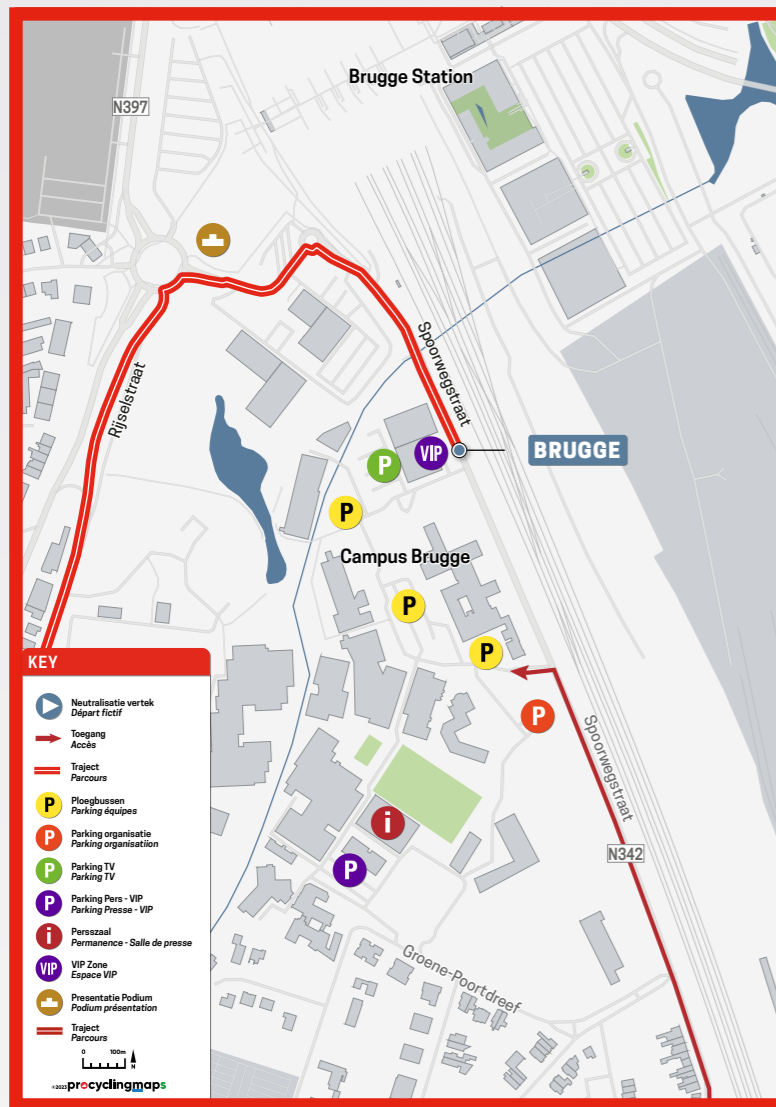 Brugge Station
N397
Spoorwegstraat
Rijselstraat
VIP
BRUGGE
P
P
Campus Brugge
P
P
P
Spoorwegstraat
N342
i
P
Groene-Poortdreef
KEY
Neutralisatie vertek
Départ fictif
Toegang
Accès
Traject
Parcours
P
Ploegbussen
Parking équipes
P
Parking organisatie
Parking organisatiion
P
Parking TV
Parking TV
P
Parking Pers - VIP
Parking Presse - VIP
i
Perszaal
Permanence - Salle de presse
VIP
VIP Zone
Espace VIP
Presentatie Podium
Podium présentation
Traject
Parcours
0 100m
N
©2023 procyclingmaps